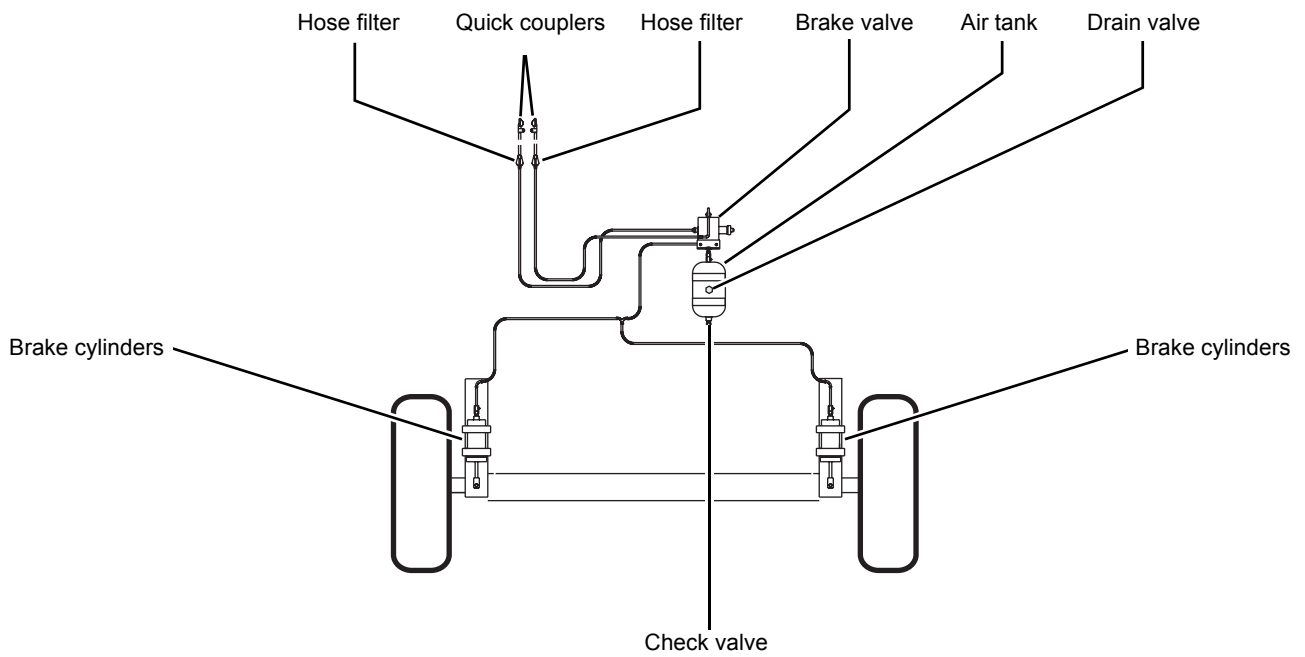 Hose filter
Quick couplers
Hose filter
Brake valve
Air tank
Drain valve
Brake cylinders
Brake cylinders
Check valve